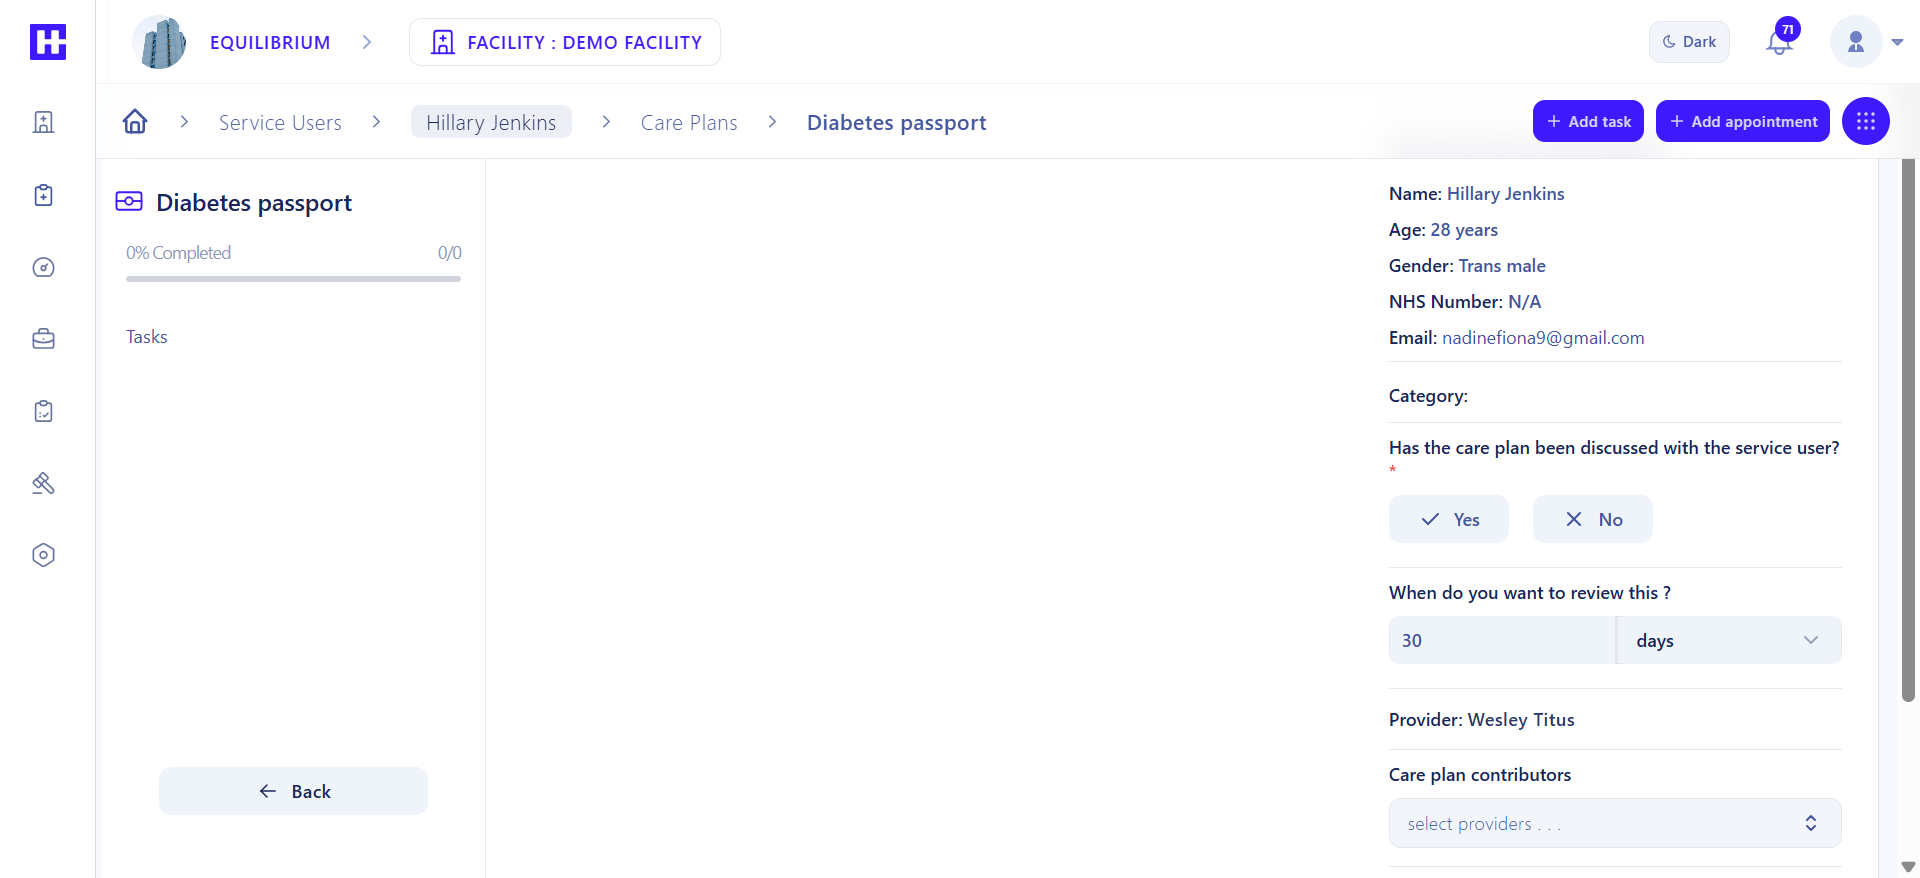 EQUILIBRIUM
FACILITY : DEMO FACILITY
Dark
71
Service Users
Hillary Jenkins
Care Plans
Diabetes passport
+ Add task
+ Add appointment
Diabetes passport
0% Completed 0/0
Tasks
Back
Name: Hillary Jenkins
Age: 28 years
Gender: Trans male
NHS Number: N/A
Email: nadinefiona9@gmail.com
Category:
Has the care plan been discussed with the service user?
*
Yes
No
When do you want to review this ?
30
days
Provider: Wesley Titus
Care plan contributors
select providers . . .